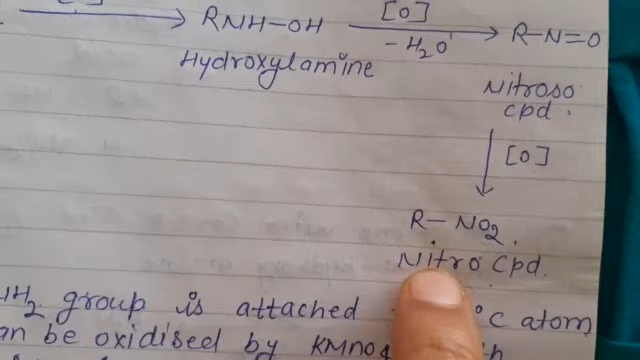 RNH-OH [O] -H2O R-N=O
Hydroxylamine
Nitroso
cpd.
[O]
R-NO2.
Nitro Cpd.
group is attached °C atom
be oxidised by KMnO4